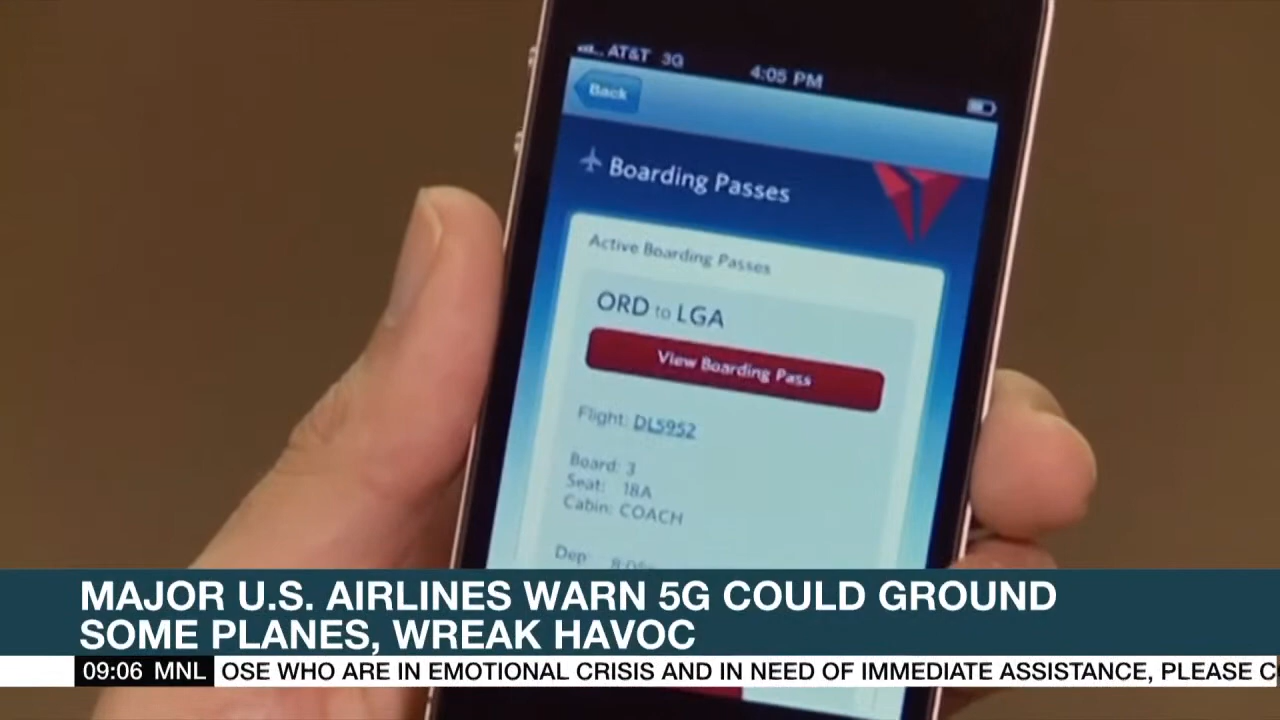 AT&T 3G 4:05 PM
Back
Boarding Passes
Active Boarding Passes
ORD to LGA
View Boarding Pass
Flight: DL5952
Board: 3
Seat: 18A
Cabin: COACH
Dep
MAJOR U.S. AIRLINES WARN 5G COULD GROUND
SOME PLANES, WREAK HAVOC
09:06 MNL OSE WHO ARE IN EMOTIONAL CRISIS AND IN NEED OF IMMEDIATE ASSISTANCE, PLEASE C